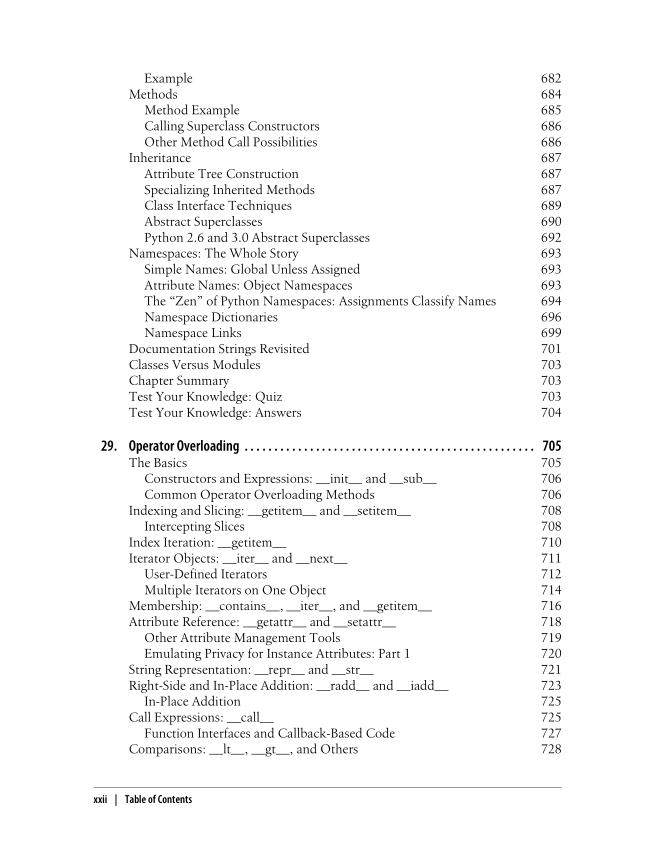 Example 682
Methods 684
Method Example 685
Calling Superclass Constructors 686
Other Method Call Possibilities 686
Inheritance 687
Attribute Tree Construction 687
Specializing Inherited Methods 687
Class Interface Techniques 689
Abstract Superclasses 690
Python 2.6 and 3.0 Abstract Superclasses 692
Namespaces: The Whole Story 693
Simple Names: Global Unless Assigned 693
Attribute Names: Object Namespaces 693
The “Zen” of Python Namespaces: Assignments Classify Names 694
Namespace Dictionaries 696
Namespace Links 699
Documentation Strings Revisited 701
Classes Versus Modules 703
Chapter Summary 703
Test Your Knowledge: Quiz 703
Test Your Knowledge: Answers 704
29. Operator Overloading ................................................. 705
The Basics 705
Constructors and Expressions: __init__ and __sub__ 706
Common Operator Overloading Methods 706
Indexing and Slicing: __getitem__ and __setitem__ 708
Intercepting Slices 708
Index Iteration: __getitem__ 710
Iterator Objects: __iter__ and __next__ 711
User-Defined Iterators 712
Multiple Iterators on One Object 714
Membership: __contains__, __iter__, and __getitem__ 716
Attribute Reference: __getattr__ and __setattr__ 718
Other Attribute Management Tools 719
Emulating Privacy for Instance Attributes: Part 1 720
String Representation: __repr__ and __str__ 721
Right-Side and In-Place Addition: __radd__ and __iadd__ 723
In-Place Addition 725
Call Expressions: __call__ 725
Function Interfaces and Callback-Based Code 727
Comparisons: __lt__, __gt__, and Others 728
xxii | Table of Contents